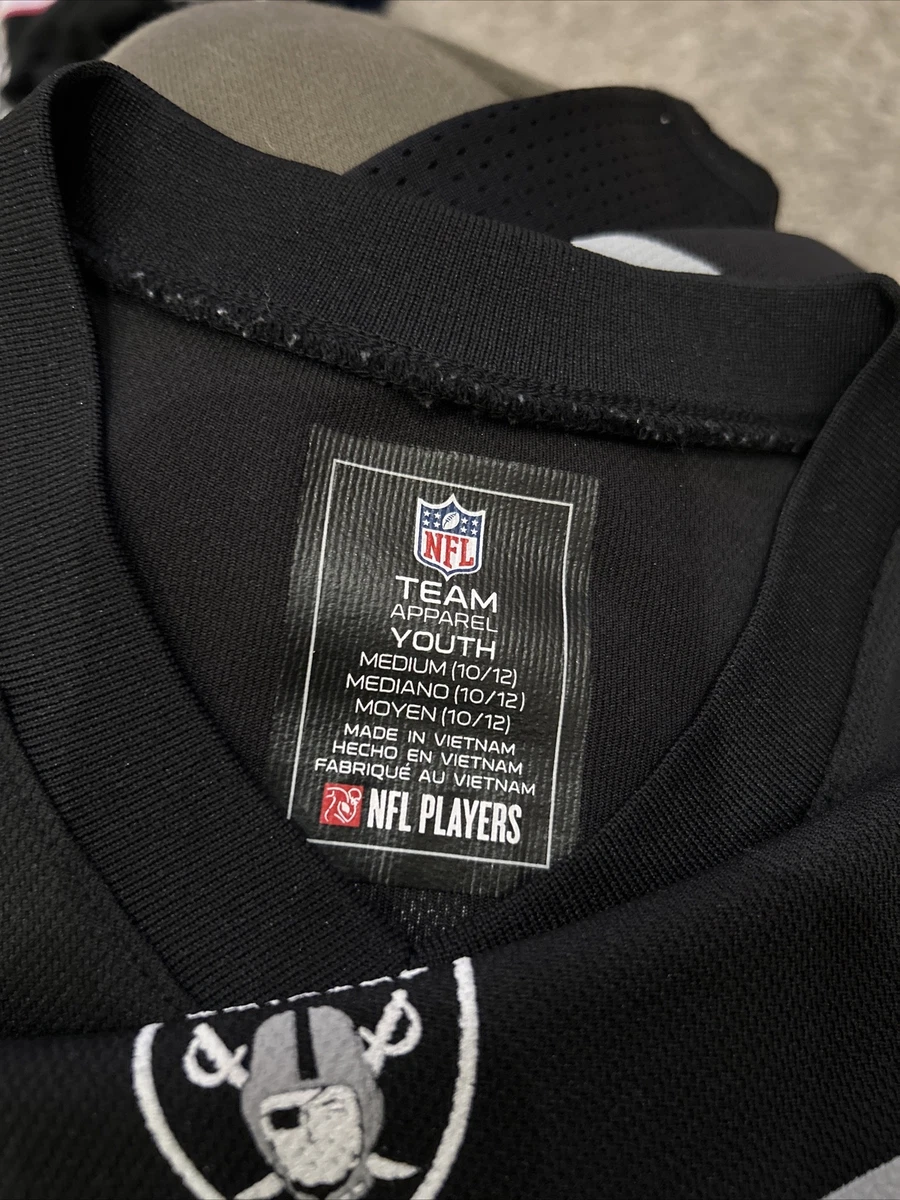 NFL
TEAM
APPAREL
YOUTH
MEDIUM (10/12)
MEDIANO (10/12)
MOYEN (10/12)
MADE IN VIETNAM
HECHO EN VIETNAM
FABRIQUÉ AU VIETNAM
NFL PLAYERS